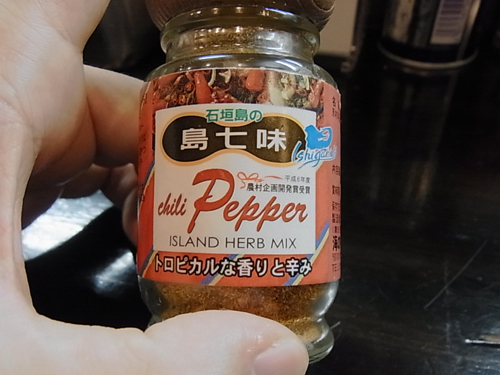 石垣島の
島七味
Ishigaki
平成8年度
農村企画開発賞受賞
chili Pepper
ISLAND HERB MIX
トロピカルな香りと辛み